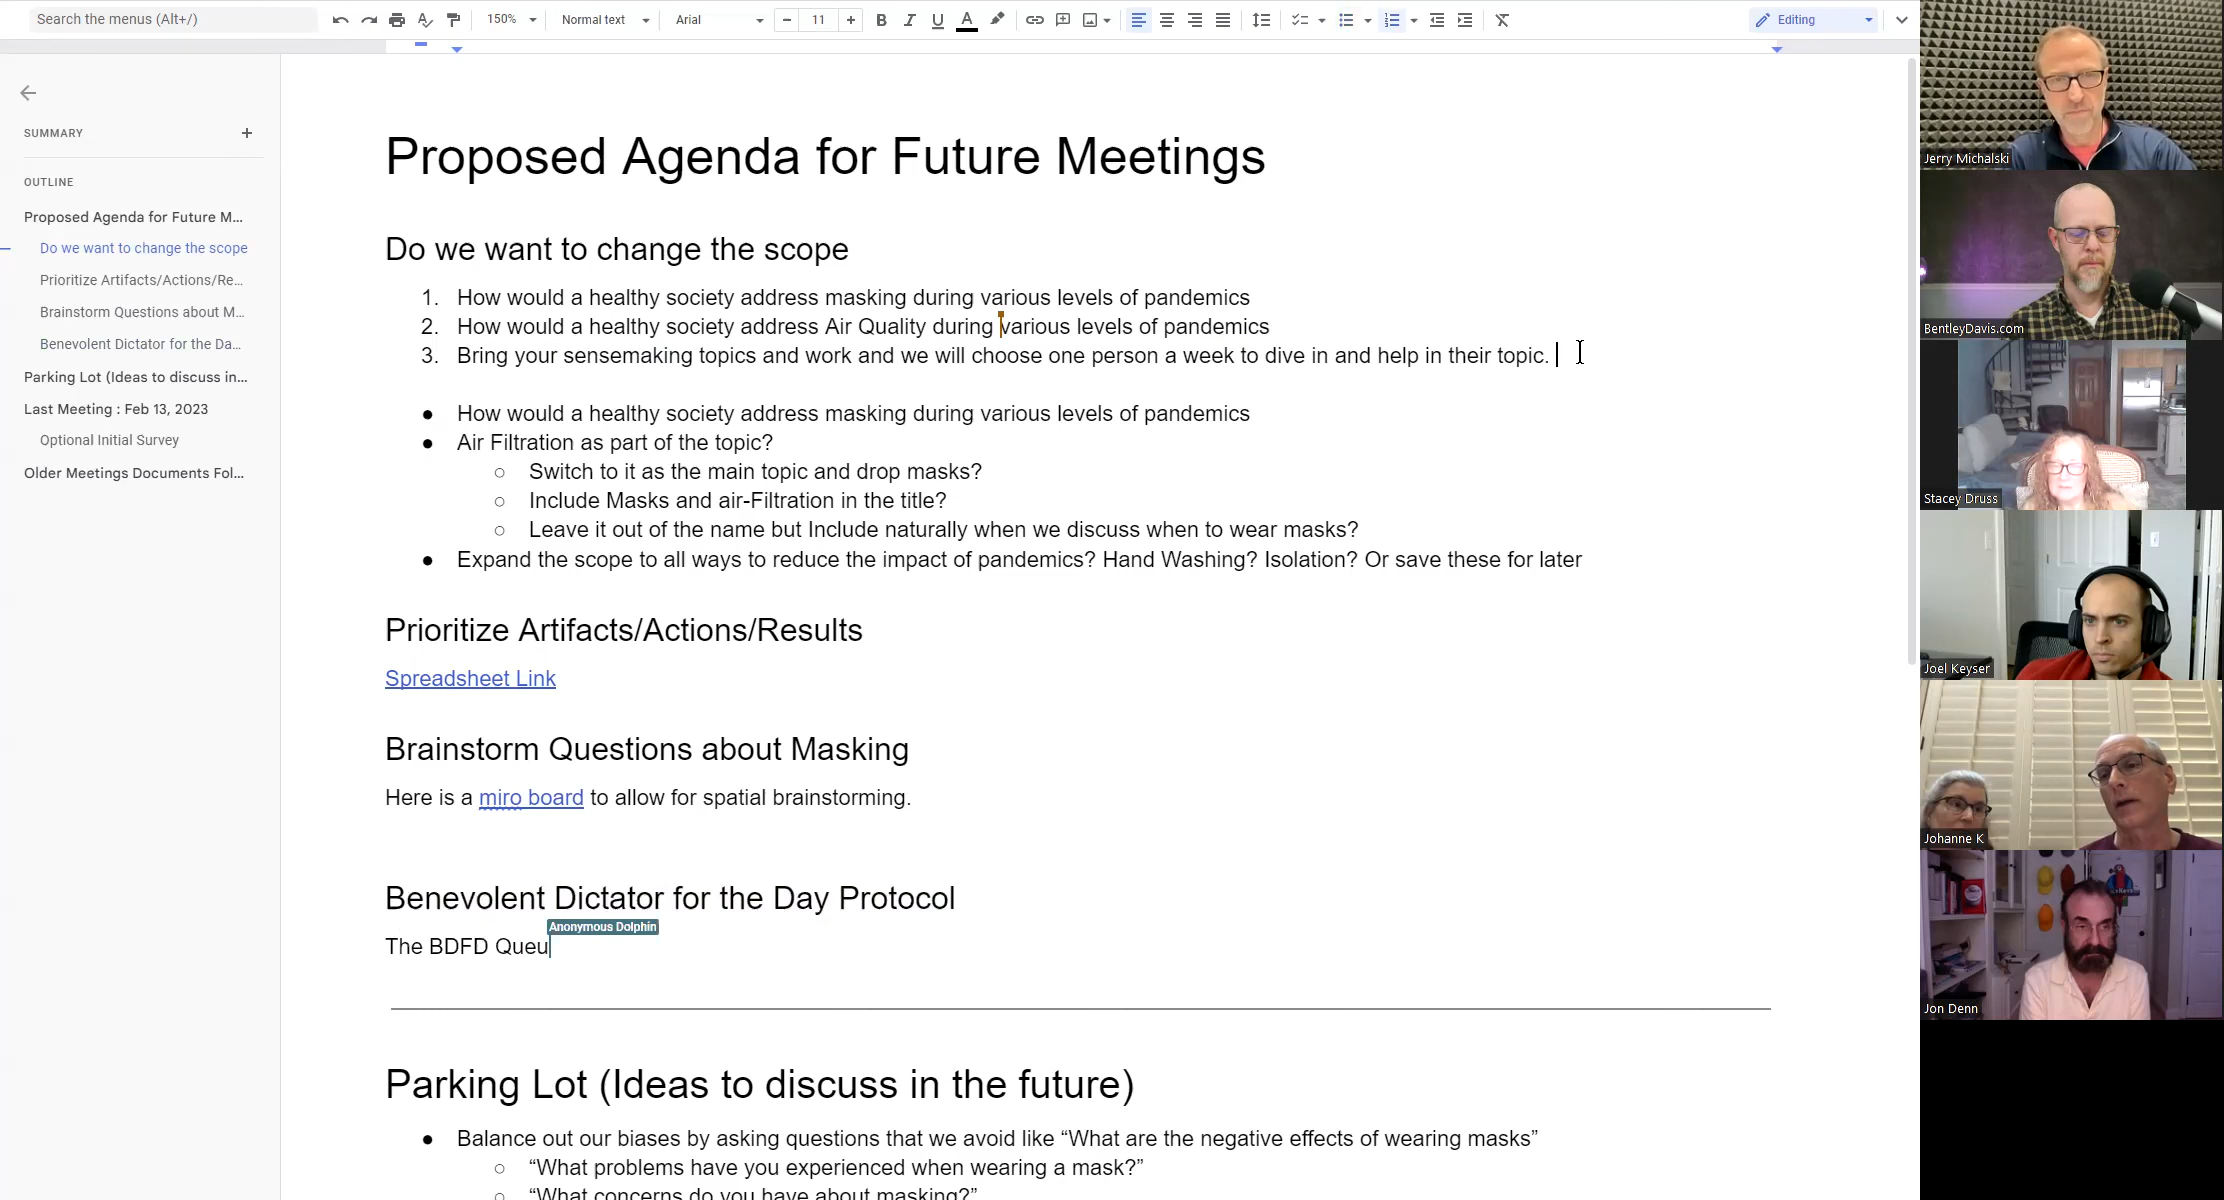 Search the menus (Alt+/)
150%
Normal text
Arial
11
Editing
SUMMARY
OUTLINE
Proposed Agenda for Future M...
Do we want to change the scope
Prioritize Artifacts/Actions/Re...
Brainstorm Questions about M...
Benevolent Dictator for the Da...
Parking Lot (Ideas to discuss in...
Last Meeting : Feb 13, 2023
Optional Initial Survey
Older Meetings Documents Fol...
Proposed Agenda for Future Meetings
Do we want to change the scope
1. How would a healthy society address masking during various levels of pandemics
2. How would a healthy society address Air Quality during various levels of pandemics
3. Bring your sensemaking topics and work and we will choose one person a week to dive in and help in their topic.
● How would a healthy society address masking during various levels of pandemics
● Air Filtration as part of the topic?
○ Switch to it as the main topic and drop masks?
○ Include Masks and air-Filtration in the title?
○ Leave it out of the name but Include naturally when we discuss when to wear masks?
● Expand the scope to all ways to reduce the impact of pandemics? Hand Washing? Isolation? Or save these for later
Prioritize Artifacts/Actions/Results
Spreadsheet Link
Brainstorm Questions about Masking
Here is a miro board to allow for spatial brainstorming.
Benevolent Dictator for the Day Protocol
Anonymous Dolphin
The BDFD Queu
Parking Lot (Ideas to discuss in the future)
● Balance out our biases by asking questions that we avoid like “What are the negative effects of wearing masks”
○ “What problems have you experienced when wearing a mask?”
○ “What concerns do you have about masking?”
Jerry Michalski
BentleyDavis.com
Stacey Druss
Joel Keyser
Johanne K
Jon Denn